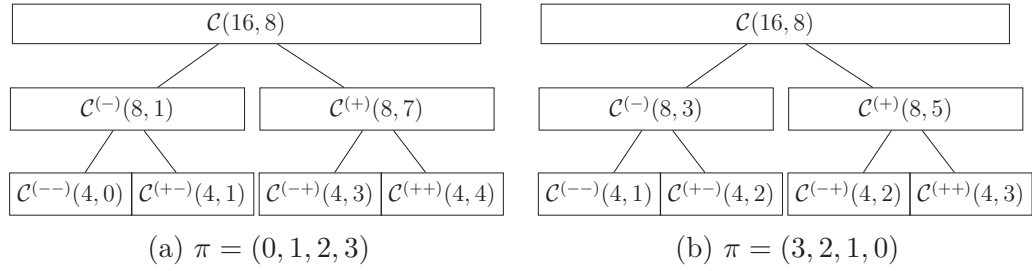 C(16, 8) C(16, 8)
C^{(−)}(8, 1) C^{(+)}(8, 7) C^{(−)}(8, 3) C^{(+)}(8, 5)
C^{(−−)}(4, 0) C^{(+−)}(4, 1) C^{(−+)}(4, 3) C^{(++)}(4, 4) C^{(−−)}(4, 1) C^{(+−)}(4, 2) C^{(−+)}(4, 2) C^{(++)}(4, 3)
(a) π = (0, 1, 2, 3) (b) π = (3, 2, 1, 0)